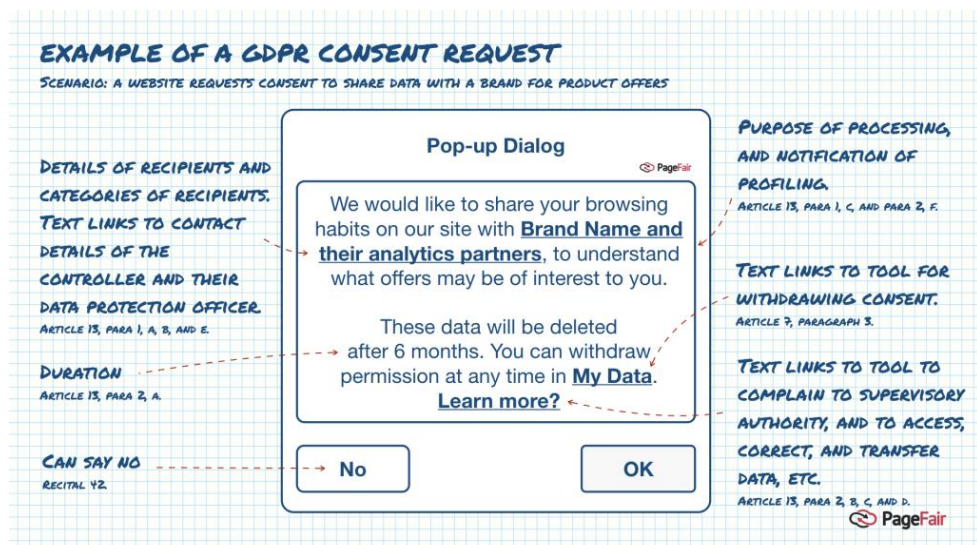 EXAMPLE OF A GDPR CONSENT REQUEST
SCENARIO: A WEBSITE REQUESTS CONSENT TO SHARE DATA WITH A BRAND FOR PRODUCT OFFERS
DETAILS OF RECIPIENTS AND
CATEGORIES OF RECIPIENTS.
TEXT LINKS TO CONTACT
DETAILS OF THE
CONTROLLER AND THEIR
DATA PROTECTION OFFICER.
ARTICLE 13, PARA 1, A, B, AND E.
DURATION
ARTICLE 13, PARA 2, A.
CAN SAY NO
RECITAL 42.
Pop-up Dialog
PageFair
We would like to share your browsing
habits on our site with Brand Name and
their analytics partners, to understand
what offers may be of interest to you.
These data will be deleted
after 6 months. You can withdraw
permission at any time in My Data.
Learn more?
No
OK
PURPOSE OF PROCESSING,
AND NOTIFICATION OF
PROFILING.
ARTICLE 13, PARA 1, C, AND PARA 2, F.
TEXT LINKS TO TOOL FOR
WITHDRAWING CONSENT.
ARTICLE 7, PARAGRAPH 3.
TEXT LINKS TO TOOL TO
COMPLAIN TO SUPERVISORY
AUTHORITY, AND TO ACCESS,
CORRECT, AND TRANSFER
DATA, ETC.
ARTICLE 13, PARA 2, B, C, AND D.
PageFair